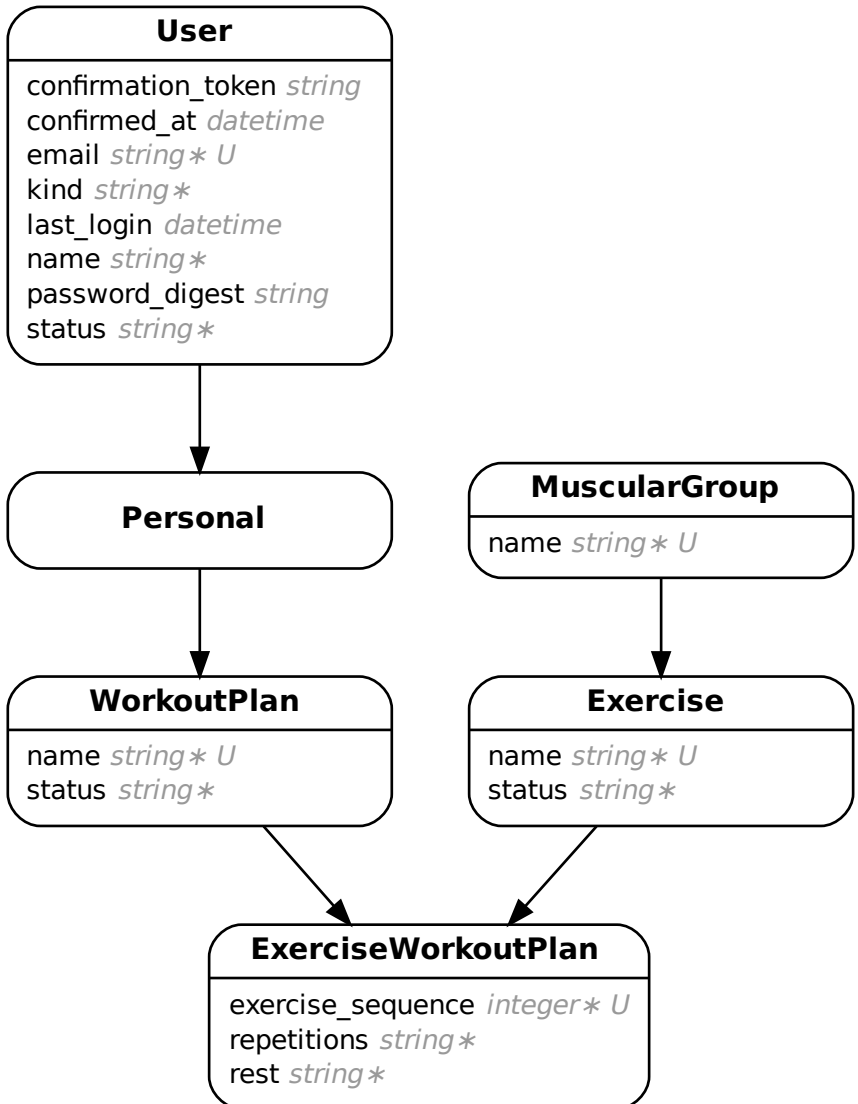 User
confirmation_token string
confirmed_at datetime
email string∗ U
kind string∗
last_login datetime
name string∗
password_digest string
status string∗
Personal
MuscularGroup
name string∗ U
WorkoutPlan
name string∗ U
status string∗
Exercise
name string∗ U
status string∗
ExerciseWorkoutPlan
exercise_sequence integer∗ U
repetitions string∗
rest string∗